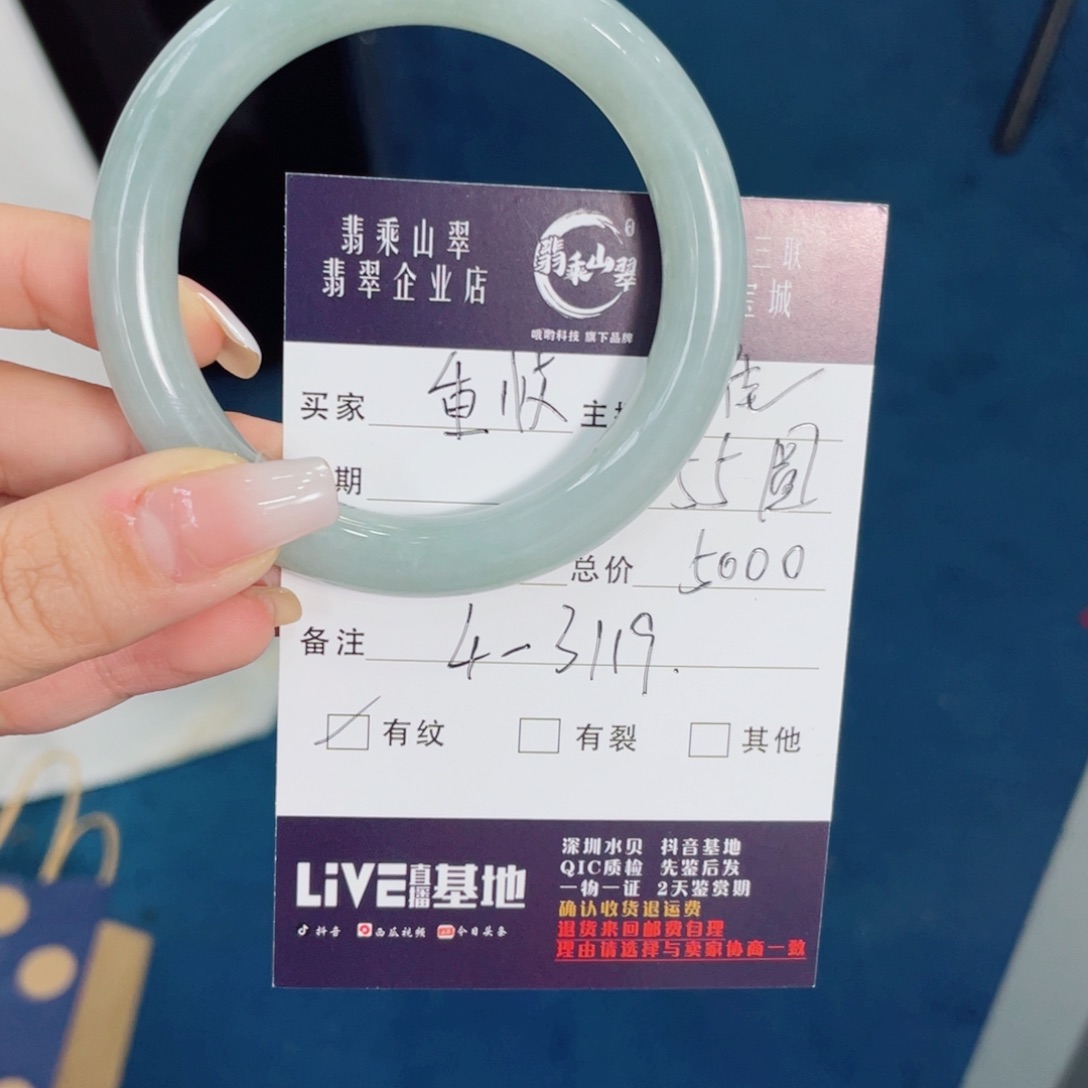 翡乘山翠
翡翠企业店
翡乘山翠
哦哟科技 旗下品牌
三联
宝城
买家 主
期 55圆
总价 5000
备注 4-3119.
有纹 有裂 其他
LiVE直播基地
抖音 西瓜视频 今日头条
深圳水贝 抖音基地
QIC质检 先鉴后发
一物一证 2天鉴赏期
确认收货退运费
退货来回邮费自理
理由请选择与卖家协商一致